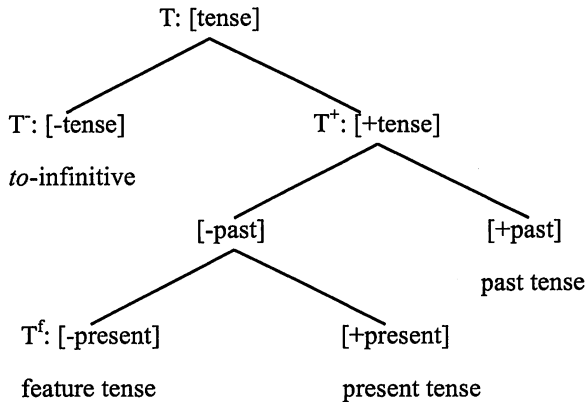 T: [tense]
T⁻: [-tense] T⁺: [+tense]
to-infinitive
[-past] [+past]
past tense
Tᶠ: [-present] [+present]
feature tense present tense